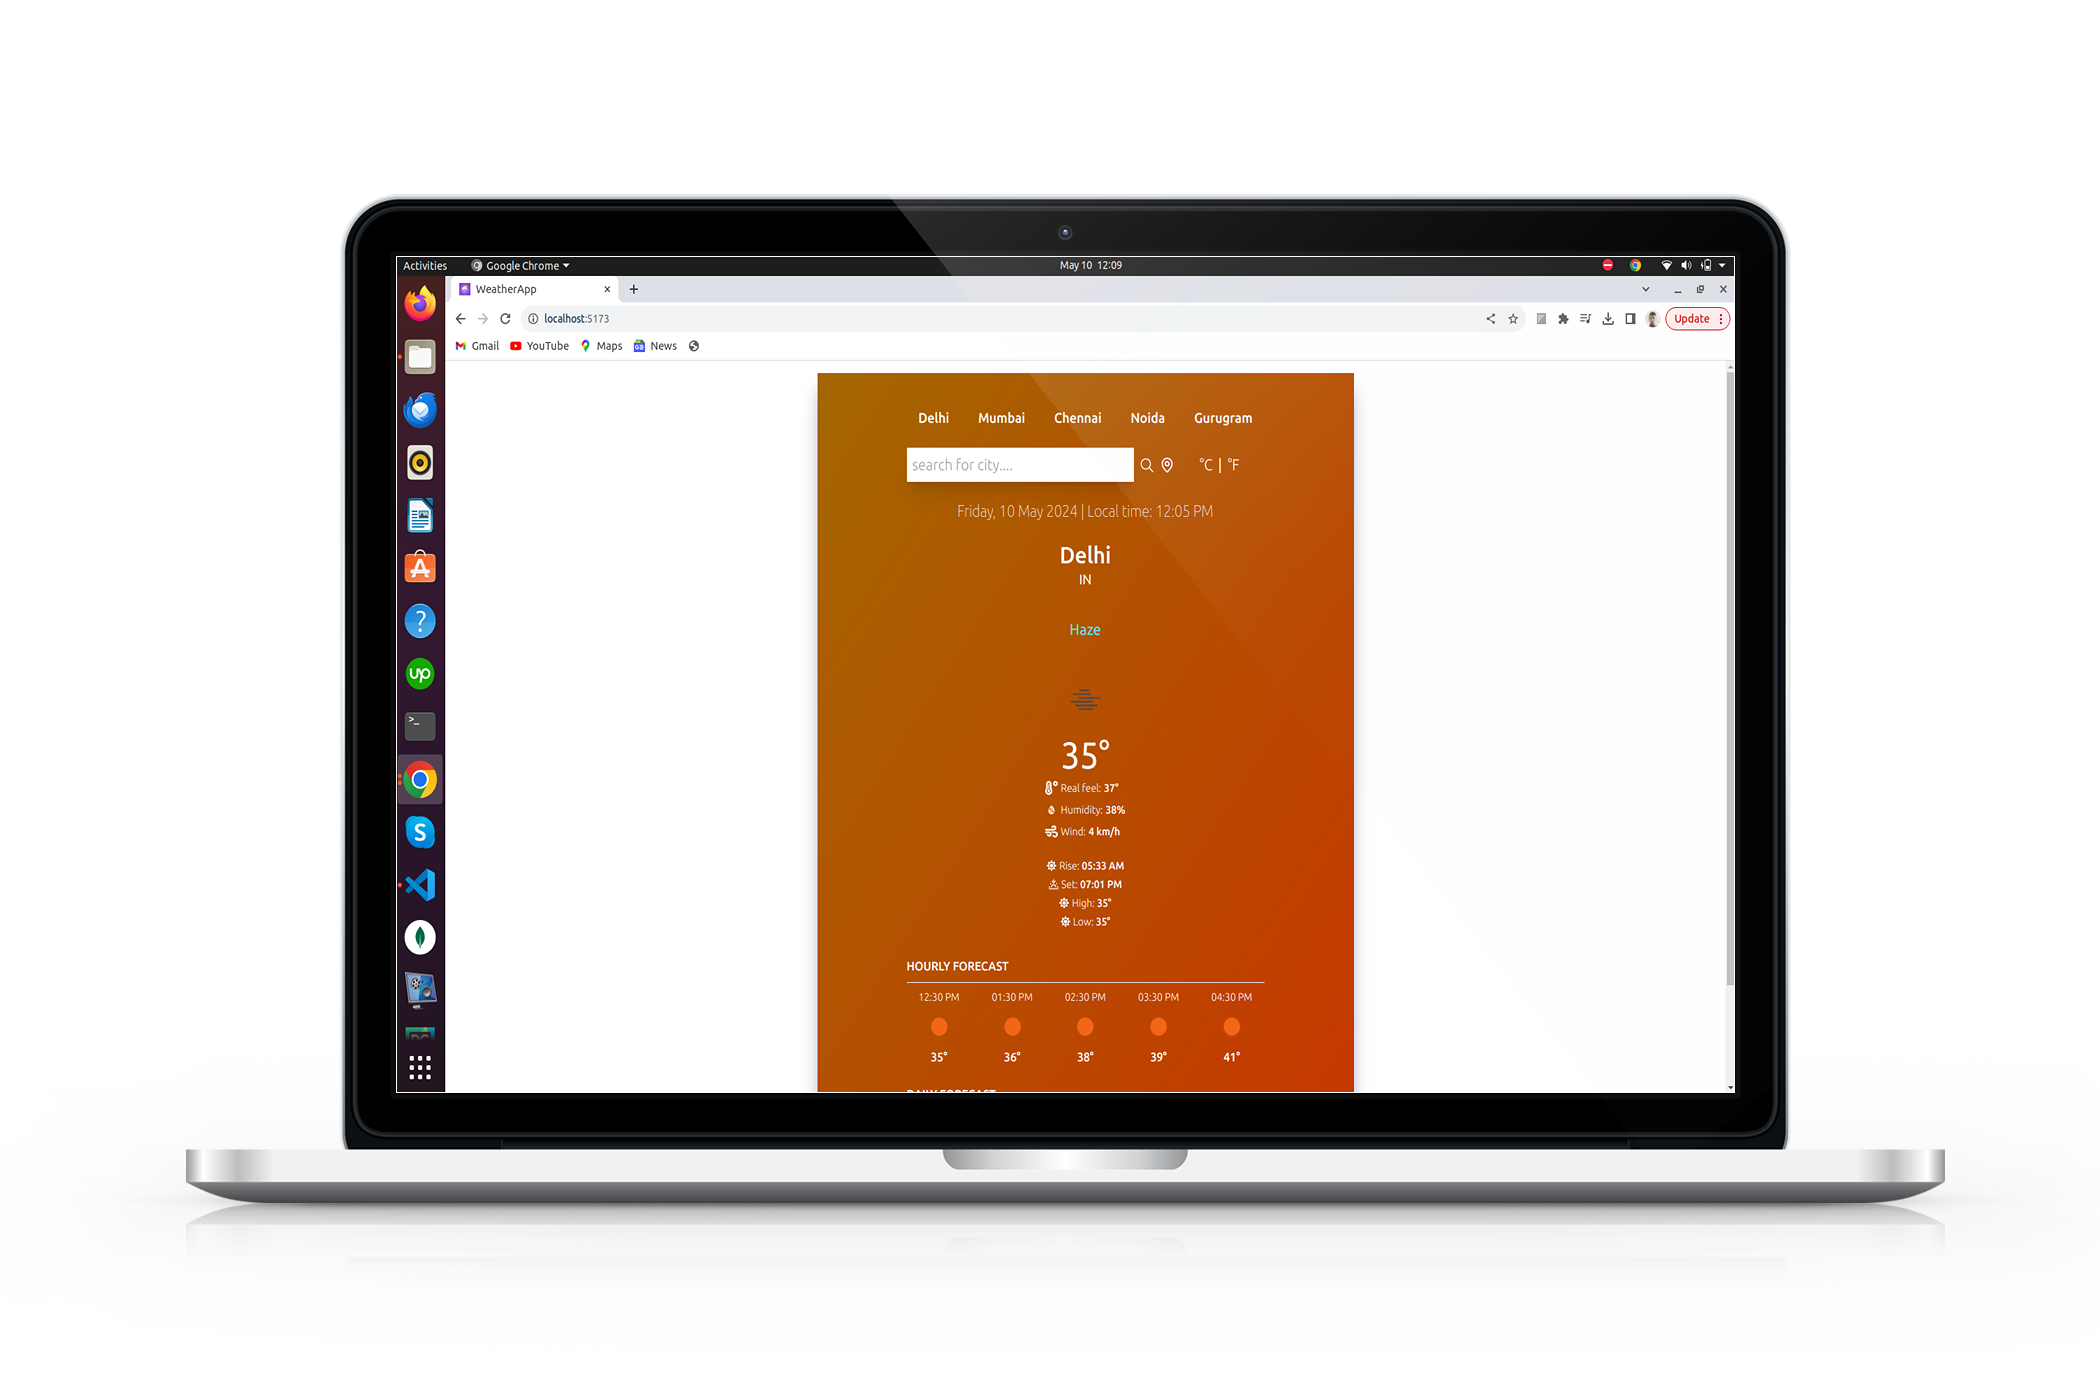 Activities Google Chrome May 10 12:09
WeatherApp
localhost:5173 Update
Gmail YouTube Maps News
Delhi Mumbai Chennai Noida Gurugram
search for city.... °C | °F
Friday, 10 May 2024 | Local time: 12:05 PM
Delhi
IN
Haze
35°
Real feel: 37°
Humidity: 38%
Wind: 4 km/h
Rise: 05:33 AM
Set: 07:01 PM
High: 35°
Low: 35°
HOURLY FORECAST
12:30 PM 01:30 PM 02:30 PM 03:30 PM 04:30 PM
35° 36° 38° 39° 41°
DAILY FORECAST